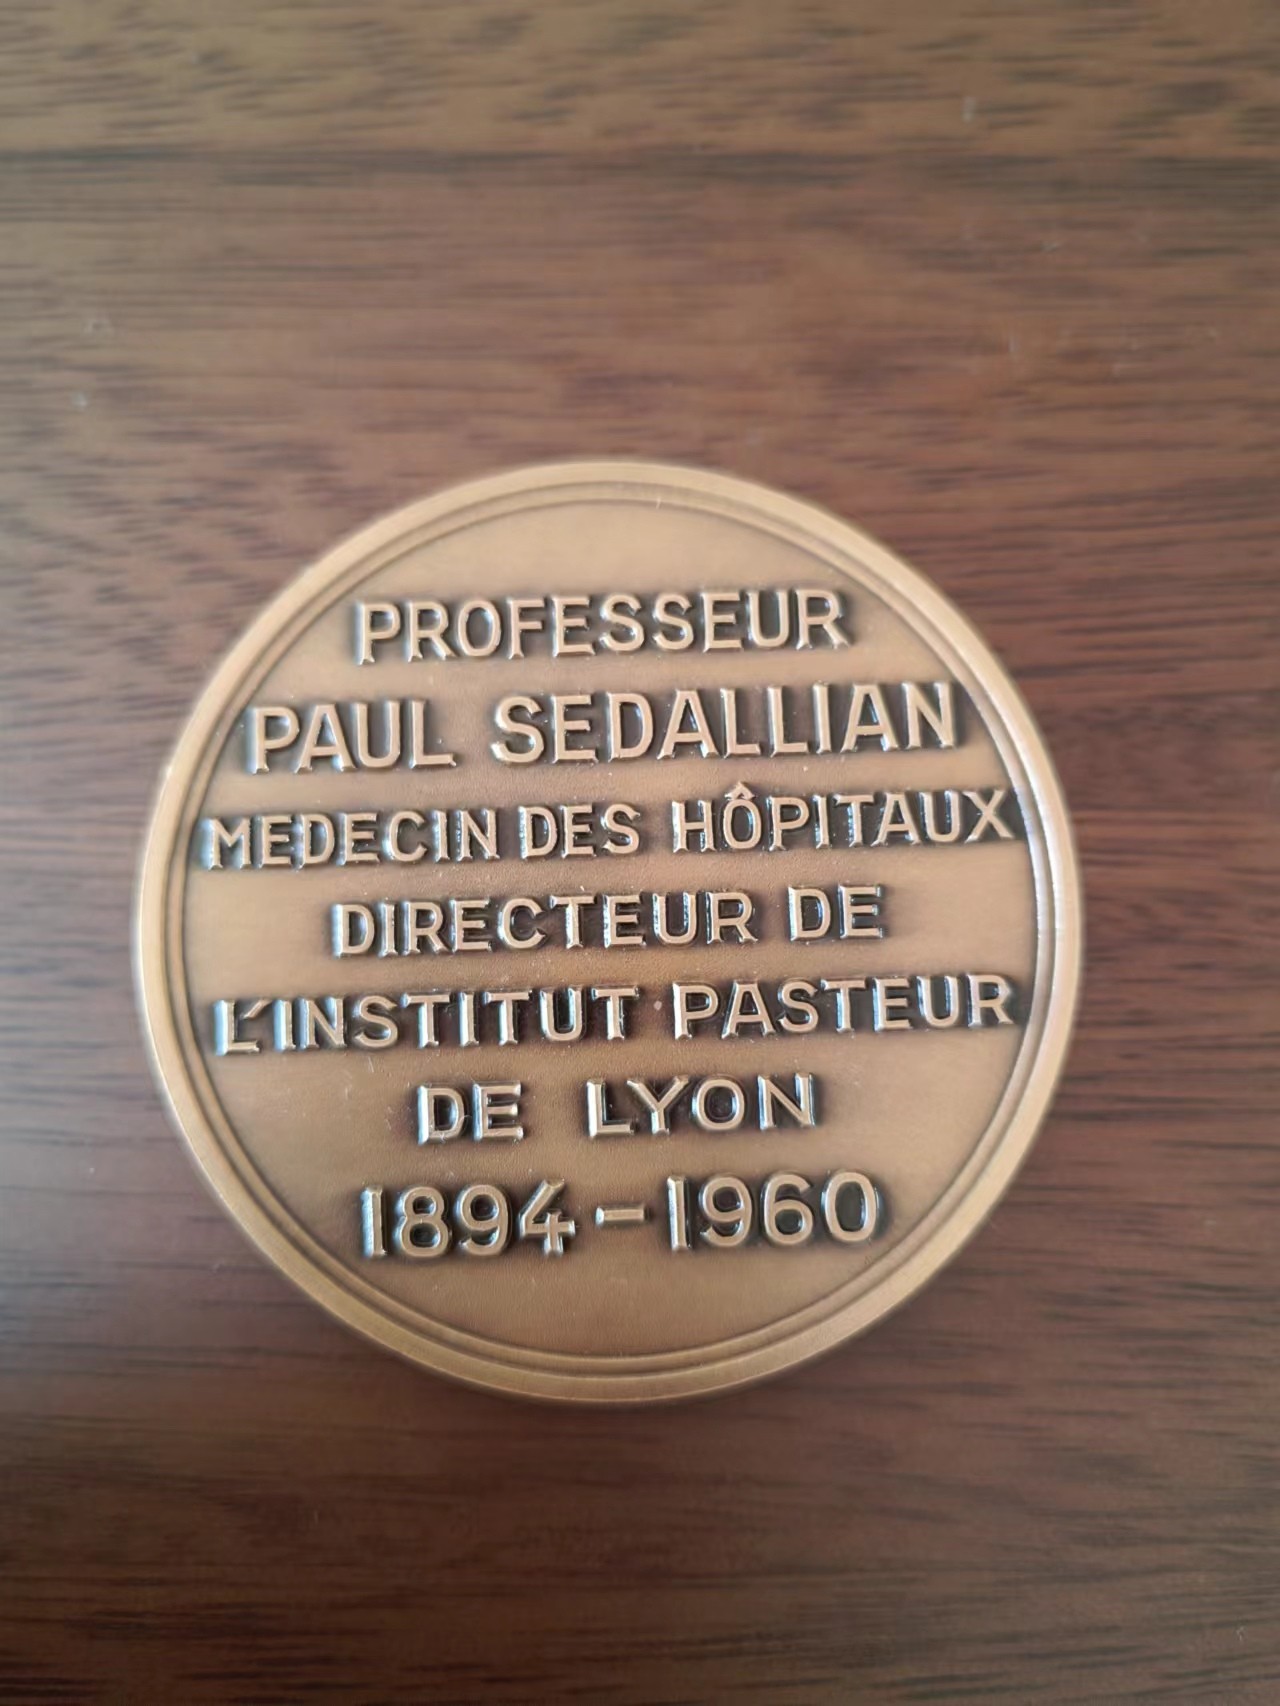 PROFESSEUR
PAUL SEDALLIAN
MEDECIN DES HÔPITAUX
DIRECTEUR DE
L'INSTITUT PASTEUR
DE LYON
1894-1960